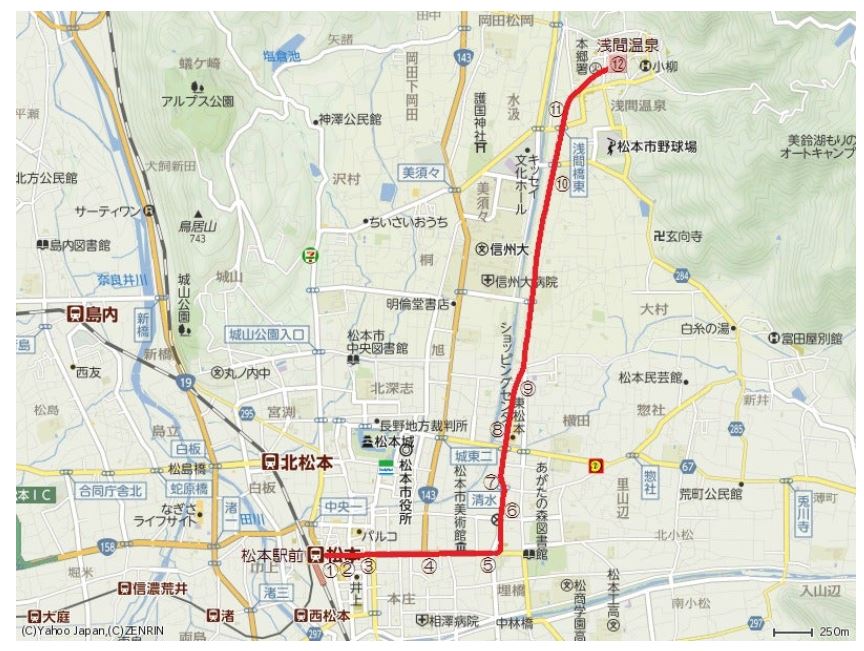 岡田松岡
田中
矢諸
塩倉池
蟻ケ崎
アルプス公園
岡田下岡田
143
水汲
護国神社
本郷署
浅間温泉
⑫
小柳
⑪
浅間温泉
平瀬
神澤公民館
松本市野球場
美鈴湖もりの
オートキャンプ
犬飼新田
北方公民館
沢村
美須々
キッセイ
文化ホール
浅間橋東
⑩
美須々
サーティワン
鳥居山
743
ちいさいおうち
信州大
玄向寺
島内図書館
城山
桐
奈良井川
城山公園
信州大病院
284
大村
明倫堂書店
島内
新橋
城山公園入口
松本市
中央図書館
旭
ショッピングセンタ
白糸の湯
富田屋別館
新橋
西友
19
丸ノ内中
北深志
⑨
松本民芸館
新井
松島
295
宮渕
長野地方裁判所
東松本
横田
惣社
島立
白板
松本城
⑧
285
松島橋
北松本
松本市役所
城東二
67
合同庁舎北
蛇原橋
白板
⑦
惣社
荒町公民館
本IC
渚一
143
松本市美術館
清水
あがたの森図書館
里山辺
薄町
なぎさ
ライフサイト
田川
中央一
⑥
兎川寺
パルコ
北小松
158
松本駅前
松本
①
②
③
④
⑤
堀米
市上
井上
埋橋
信濃荒井
渚三
本庄
松商学園高
松本工高
南小松
入山辺
大庭
渚
西松本
相澤病院
中林橋
297
両島
297
(C)Yahoo Japan,(C)ZENRIN
250m